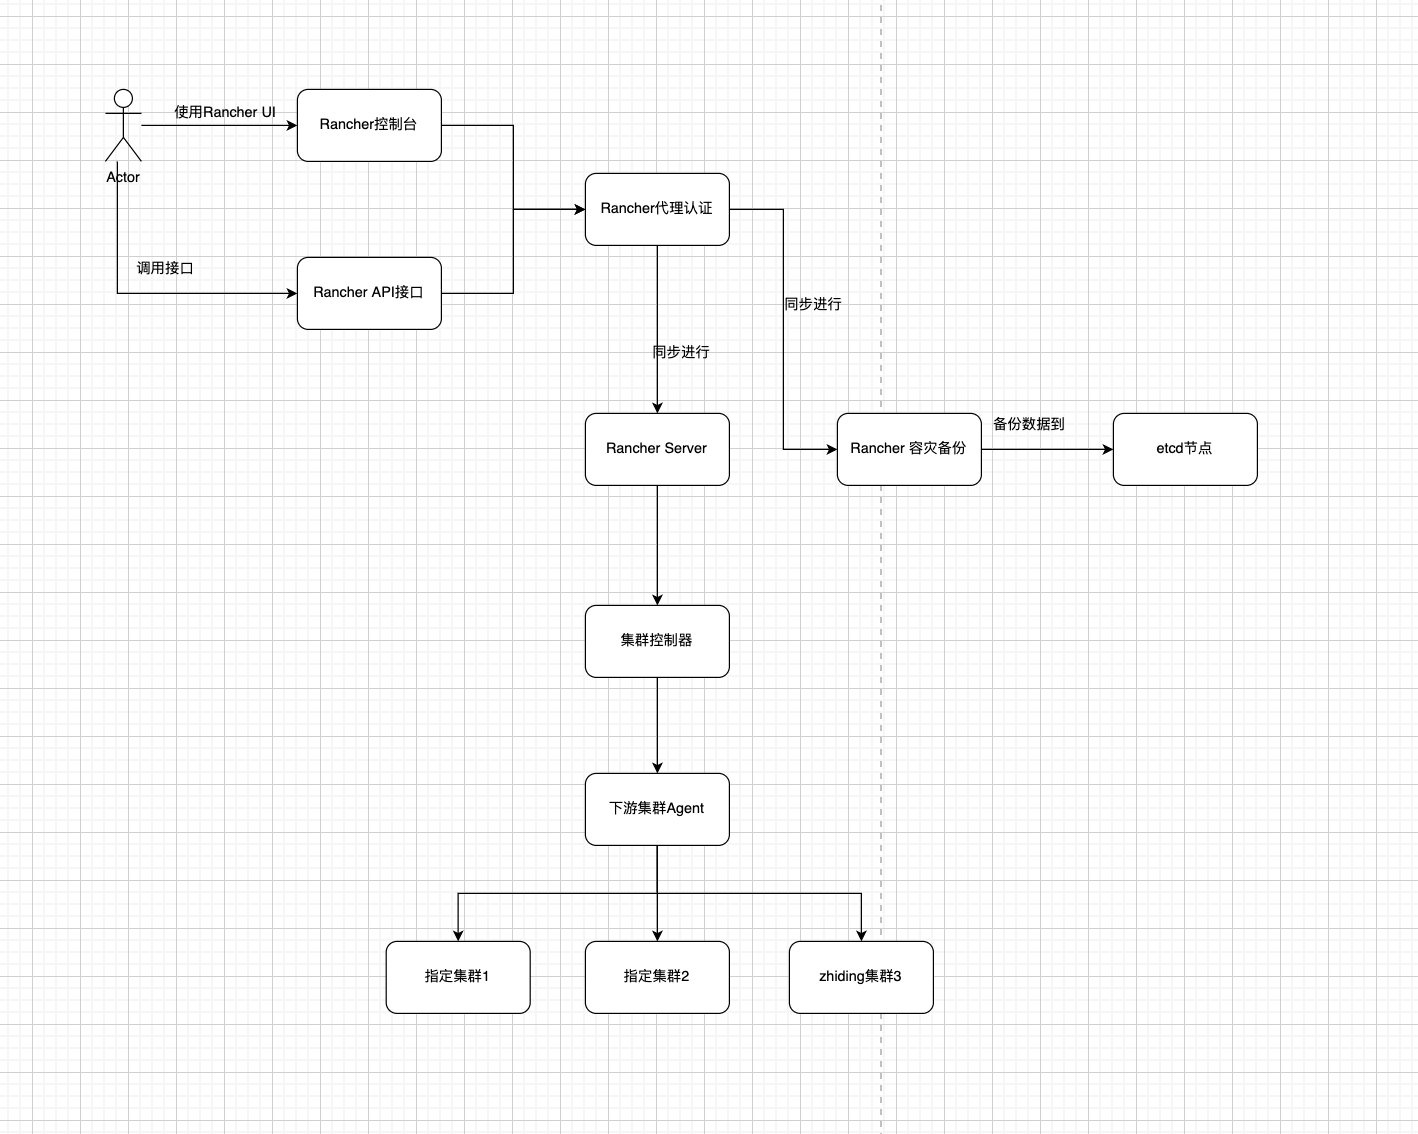 使用Rancher UI
Rancher控制台
Actor
Rancher代理认证
调用接口
Rancher API接口
同步进行
同步进行
Rancher Server
Rancher 容灾备份
备份数据到
etcd节点
集群控制器
下游集群Agent
指定集群1
指定集群2
zhiding集群3